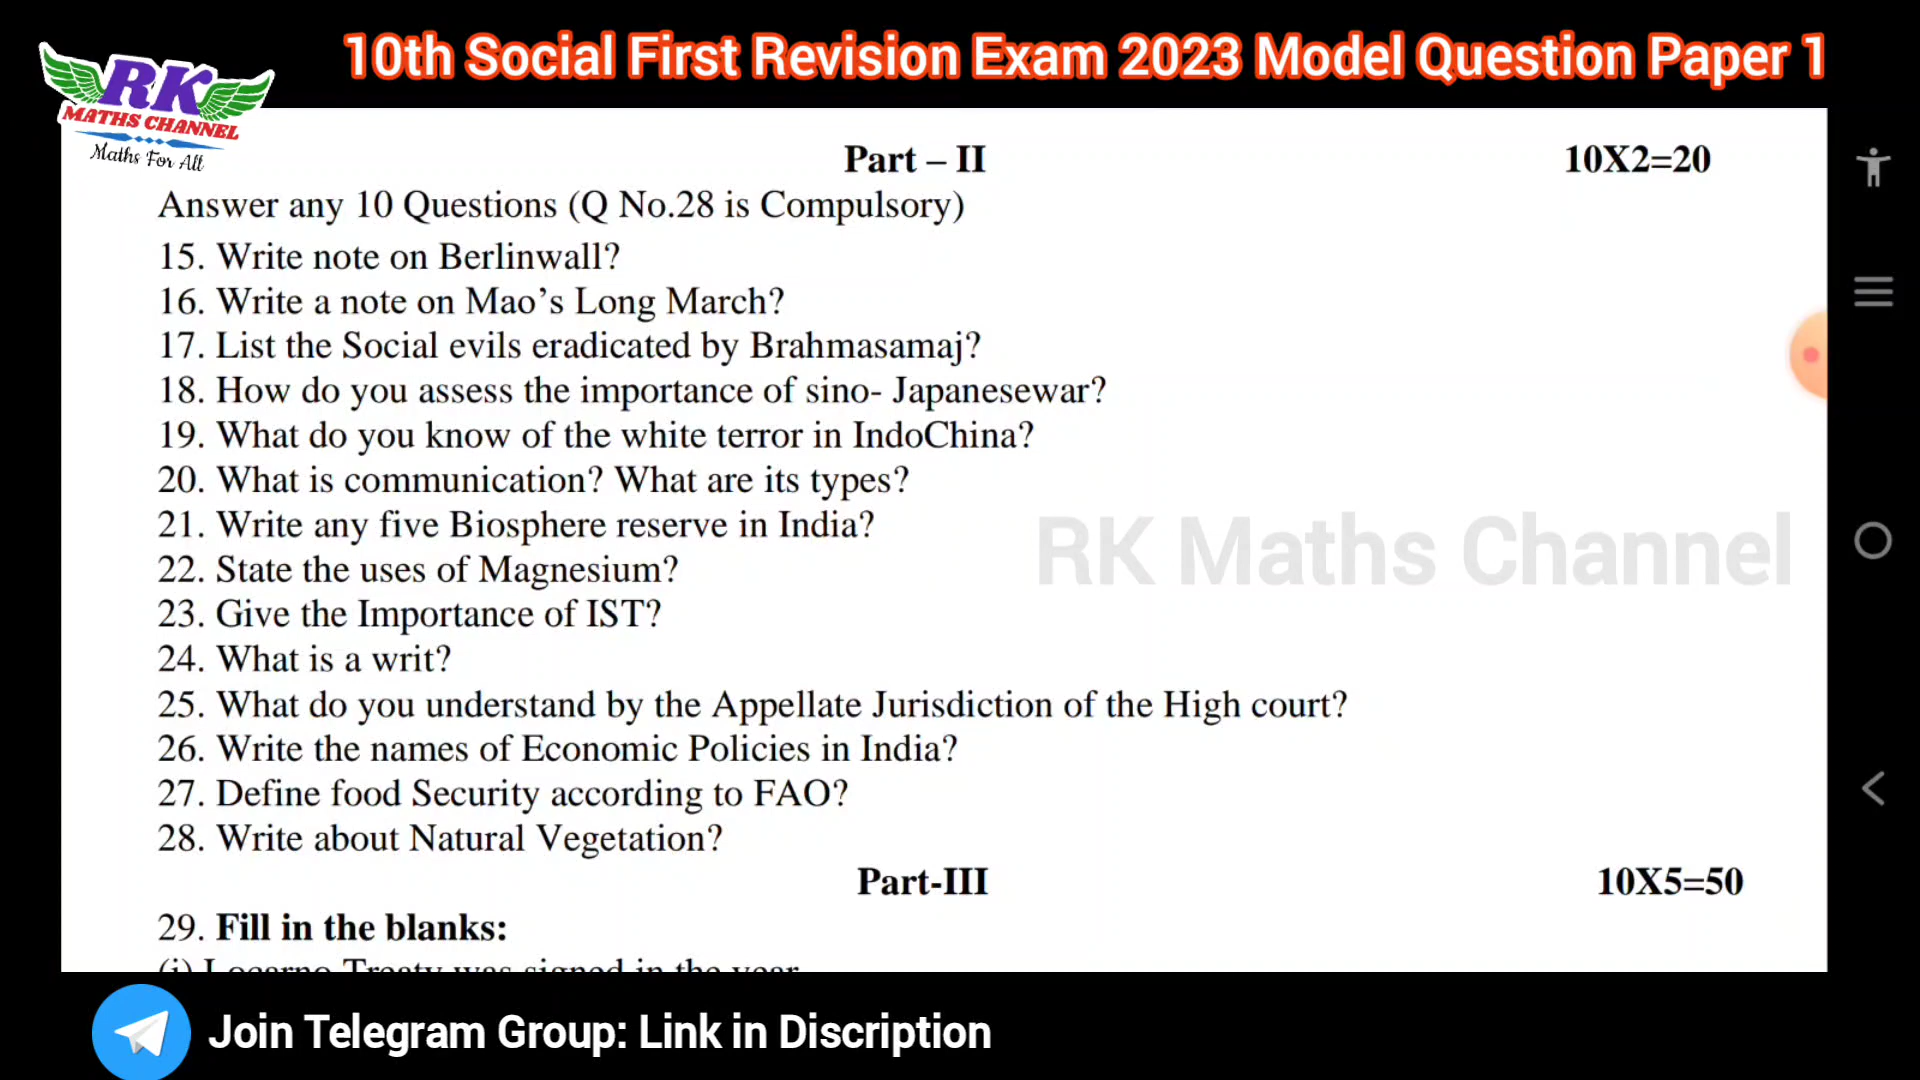 10th Social First Revision Exam 2023 Model Question Paper 1
RK
MATHS CHANNEL
Maths For All
Part – II 10X2=20
Answer any 10 Questions (Q No.28 is Compulsory)
15. Write note on Berlinwall?
16. Write a note on Mao’s Long March?
17. List the Social evils eradicated by Brahmasamaj?
18. How do you assess the importance of sino- Japanesewar?
19. What do you know of the white terror in IndoChina?
20. What is communication? What are its types?
21. Write any five Biosphere reserve in India?
22. State the uses of Magnesium?
23. Give the Importance of IST?
24. What is a writ?
25. What do you understand by the Appellate Jurisdiction of the High court?
26. Write the names of Economic Policies in India?
27. Define food Security according to FAO?
28. Write about Natural Vegetation?
RK Maths Channel
Part-III 10X5=50
29. Fill in the blanks:
(i) Locarno Treaty was signed in the year
Join Telegram Group: Link in Discription